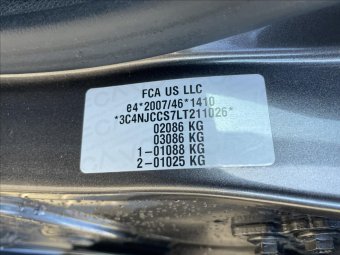 FCA US LLC
e4*2007/46*1410
*3C4NJCCS7LT211026*
02086 KG
03086 KG
1-01088 KG
2-01025 KG